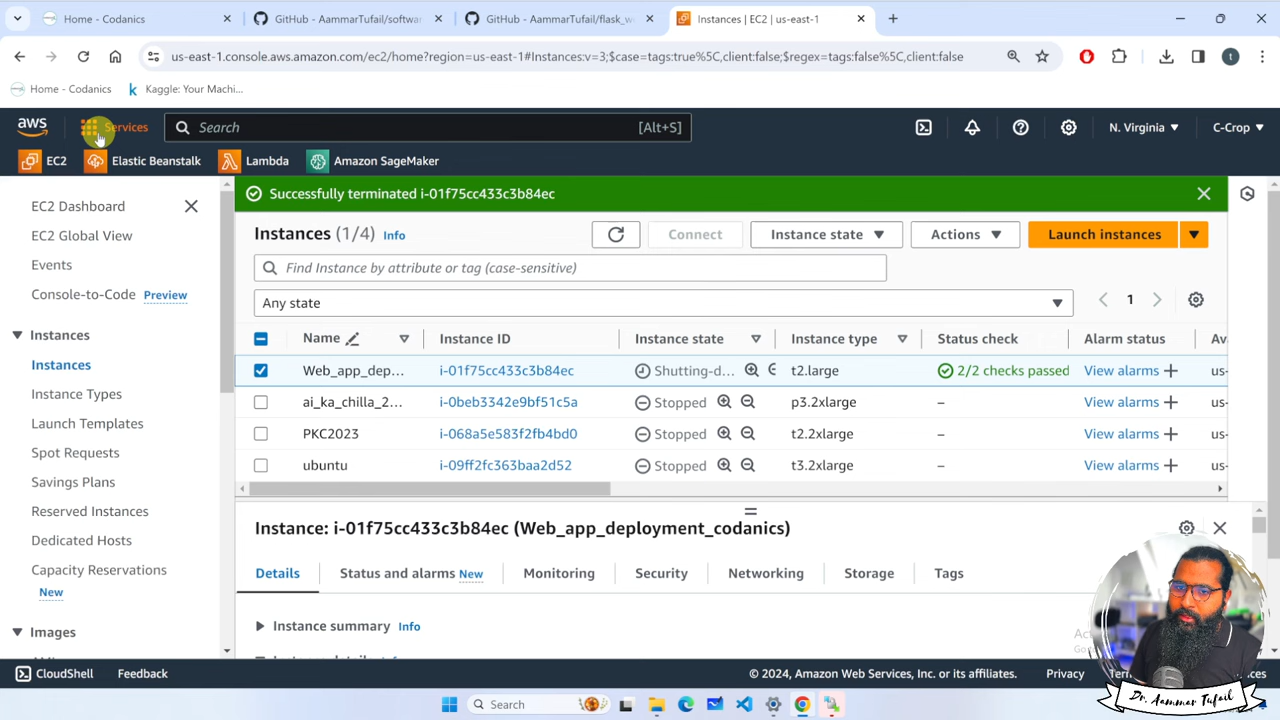 Home - Codanics
GitHub - AammarTufail/softwar
GitHub - AammarTufail/flask_w
Instances | EC2 | us-east-1
us-east-1.console.aws.amazon.com/ec2/home?region=us-east-1#Instances:v=3;$case=tags:true%5C,client:false;$regex=tags:false%5C,client:false
t
Home - Codanics
k Kaggle: Your Machi...
aws
Services
Search
[Alt+S]
N. Virginia
C-Crop
EC2
Elastic Beanstalk
Lambda
Amazon SageMaker
EC2 Dashboard
EC2 Global View
Events
Console-to-Code Preview
Instances
Instances
Instance Types
Launch Templates
Spot Requests
Savings Plans
Reserved Instances
Dedicated Hosts
Capacity Reservations
New
Images
Successfully terminated i-01f75cc433c3b84ec
Instances (1/4) Info
Connect
Instance state
Actions
Launch instances
Find Instance by attribute or tag (case-sensitive)
Any state
1
Name Instance ID Instance state Instance type Status check Alarm status Av
Web_app_dep... i-01f75cc433c3b84ec Shutting-d... t2.large 2/2 checks passed View alarms + us-
ai_ka_chilla_2... i-0beb3342e9bf51c5a Stopped p3.2xlarge – View alarms + us-
PKC2023 i-068a5e583f2fb4bd0 Stopped t2.2xlarge – View alarms + us-
ubuntu i-09ff2fc363baa2d52 Stopped t3.2xlarge – View alarms + us-
Instance: i-01f75cc433c3b84ec (Web_app_deployment_codanics)
Details
Status and alarms New
Monitoring
Security
Networking
Storage
Tags
Instance summary Info
CloudShell
Feedback
© 2024, Amazon Web Services, Inc. or its affiliates.
Privacy
Dr. Aammar Tufail
Search